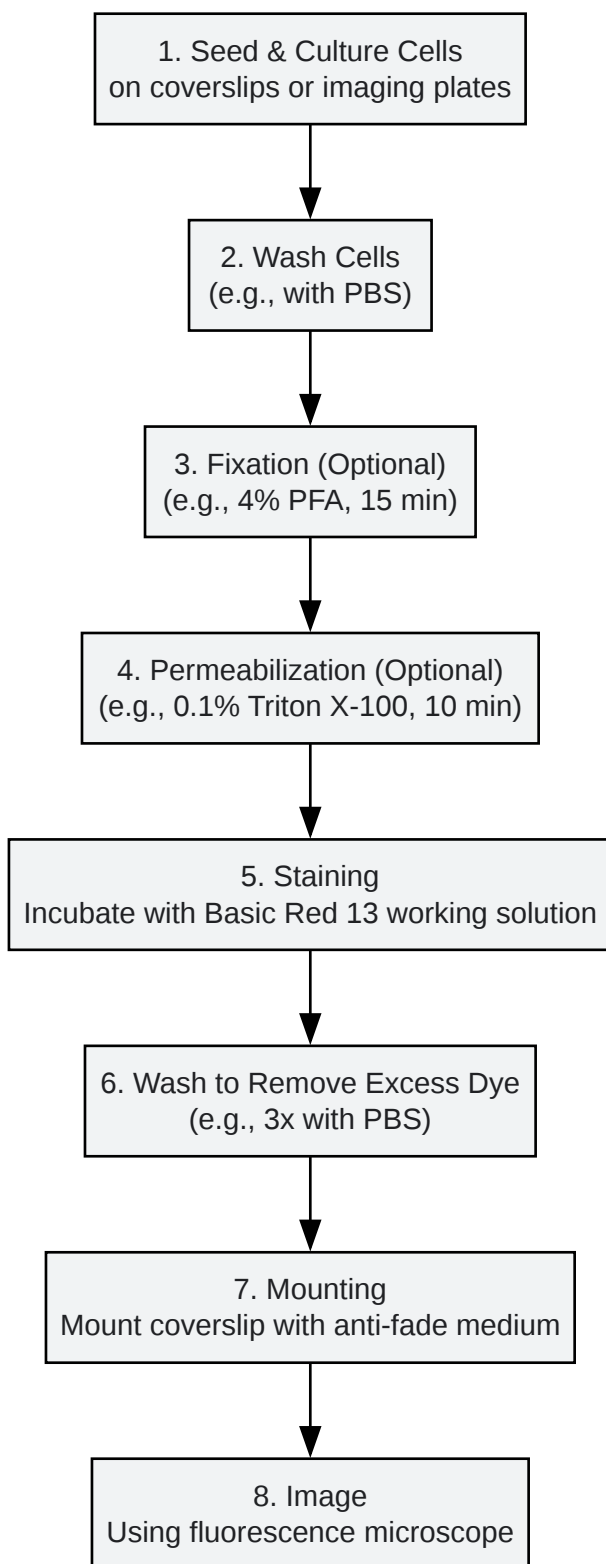 1. Seed & Culture Cells
on coverslips or imaging plates
2. Wash Cells
(e.g., with PBS)
3. Fixation (Optional)
(e.g., 4% PFA, 15 min)
4. Permeabilization (Optional)
(e.g., 0.1% Triton X-100, 10 min)
5. Staining
Incubate with Basic Red 13 working solution
6. Wash to Remove Excess Dye
(e.g., 3x with PBS)
7. Mounting
Mount coverslip with anti-fade medium
8. Image
Using fluorescence microscope